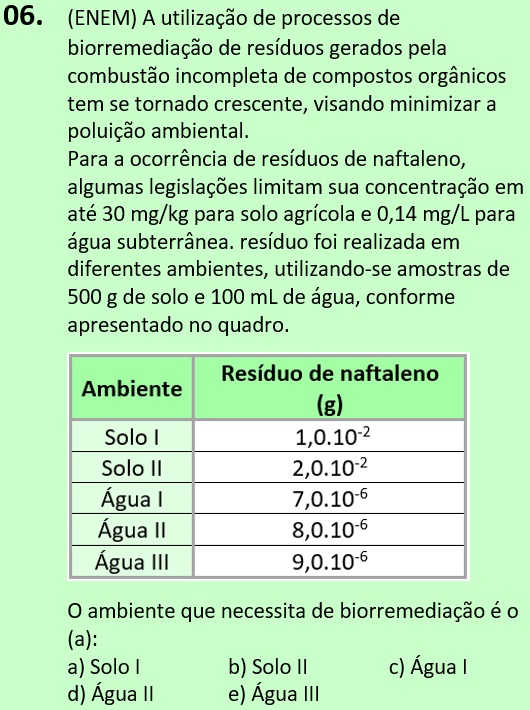 06. (ENEM) A utilização de processos de
biorremediação de resíduos gerados pela
combustão incompleta de compostos orgânicos
tem se tornado crescente, visando minimizar a
poluição ambiental.
Para a ocorrência de resíduos de naftaleno,
algumas legislações limitam sua concentração em
até 30 mg/kg para solo agrícola e 0,14 mg/L para
água subterrânea. resíduo foi realizada em
diferentes ambientes, utilizando-se amostras de
500 g de solo e 100 mL de água, conforme
apresentado no quadro.
Ambiente Resíduo de naftaleno
(g)
Solo I 1,0.10⁻²
Solo II 2,0.10⁻²
Água I 7,0.10⁻⁶
Água II 8,0.10⁻⁶
Água III 9,0.10⁻⁶
O ambiente que necessita de biorremediação é o
(a):
a) Solo I b) Solo II c) Água I
d) Água II e) Água III